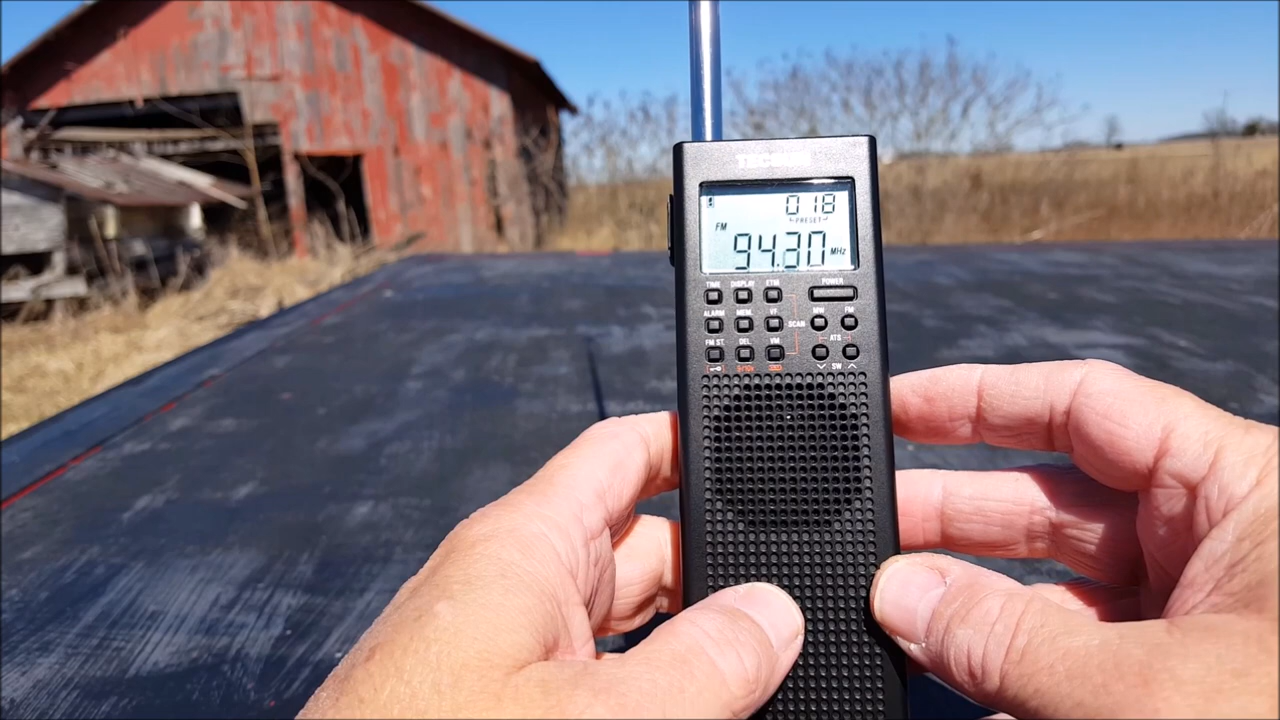 TECSUN
018
PRESET
FM
94.30 MHz
TIME DISPLAY ETM POWER
ALARM MEM. VF SCAN MW FM
FM ST. DEL. VM ATS
SW